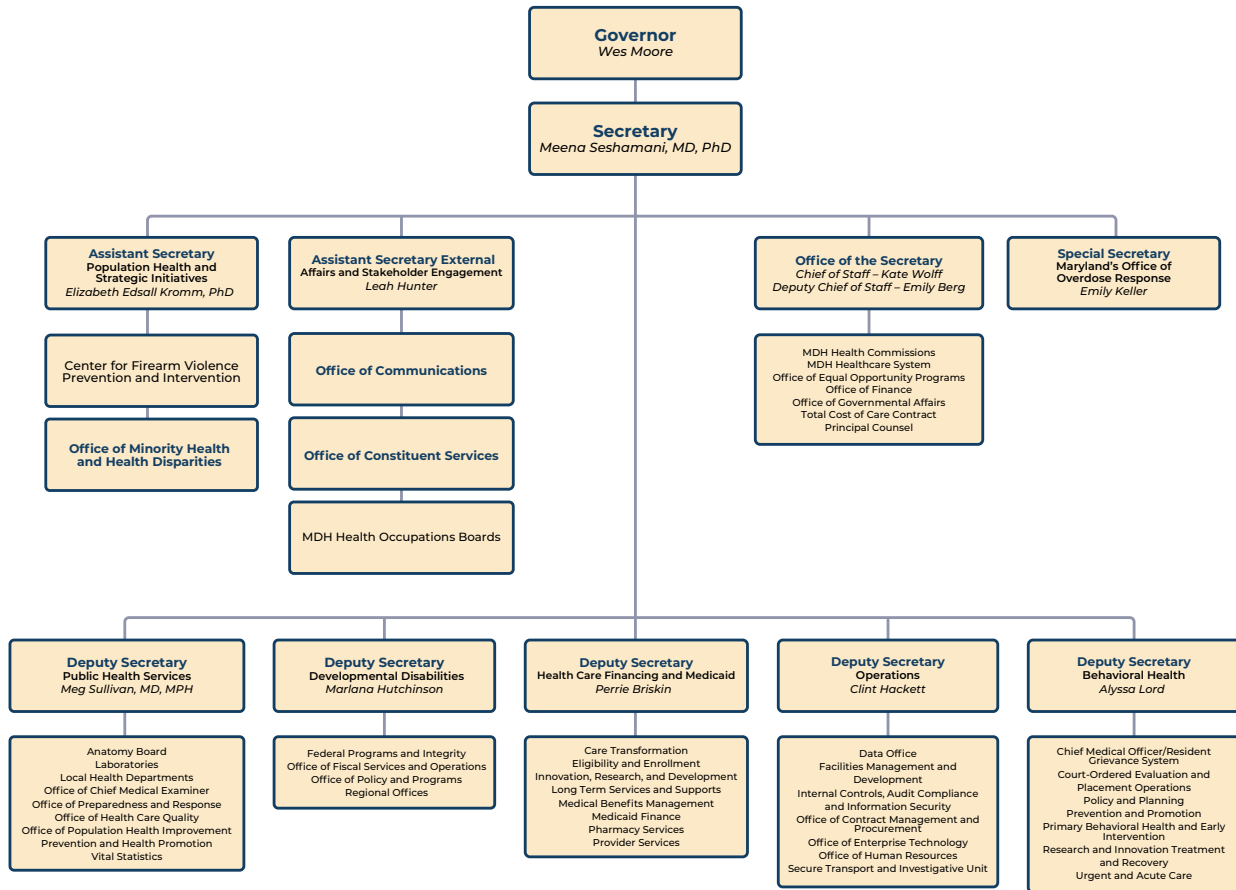 Governor
Wes Moore
Secretary
Meena Seshamani, MD, PhD
Assistant Secretary
Population Health and
Strategic Initiatives
Elizabeth Edsall Kromm, PhD
Assistant Secretary External
Affairs and Stakeholder Engagement
Leah Hunter
Office of the Secretary
Chief of Staff – Kate Wolff
Deputy Chief of Staff – Emily Berg
Special Secretary
Maryland's Office of
Overdose Response
Emily Keller
Center for Firearm Violence
Prevention and Intervention
Office of Minority Health
and Health Disparities
Office of Communications
Office of Constituent Services
MDH Health Occupations Boards
MDH Health Commissions
MDH Healthcare System
Office of Equal Opportunity Programs
Office of Finance
Office of Governmental Affairs
Total Cost of Care Contract
Principal Counsel
Deputy Secretary
Public Health Services
Meg Sullivan, MD, MPH
Deputy Secretary
Developmental Disabilities
Marlana Hutchinson
Deputy Secretary
Health Care Financing and Medicaid
Perrie Briskin
Deputy Secretary
Operations
Clint Hackett
Deputy Secretary
Behavioral Health
Alyssa Lord
Anatomy Board
Laboratories
Local Health Departments
Office of Chief Medical Examiner
Office of Preparedness and Response
Office of Health Care Quality
Office of Population Health Improvement
Prevention and Health Promotion
Vital Statistics
Federal Programs and Integrity
Office of Fiscal Services and Operations
Office of Policy and Programs
Regional Offices
Care Transformation
Eligibility and Enrollment
Innovation, Research, and Development
Long Term Services and Supports
Medical Benefits Management
Medicaid Finance
Pharmacy Services
Provider Services
Data Office
Facilities Management and
Development
Internal Controls, Audit Compliance
and Information Security
Office of Contract Management and
Procurement
Office of Enterprise Technology
Office of Human Resources
Secure Transport and Investigative Unit
Chief Medical Officer/Resident
Grievance System
Court-Ordered Evaluation and
Placement Operations
Policy and Planning
Prevention and Promotion
Primary Behavioral Health and Early
Intervention
Research and Innovation Treatment
and Recovery
Urgent and Acute Care